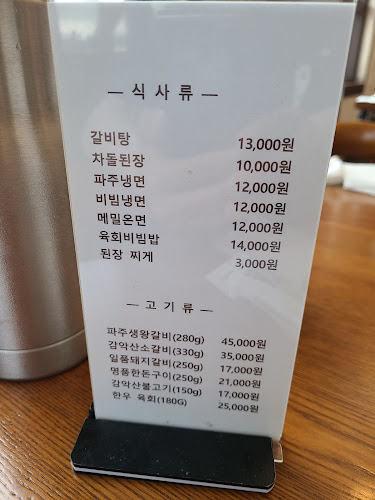 — 식 사 류 —
갈비탕 13,000원
차돌된장 10,000원
파주냉면 12,000원
비빔냉면 12,000원
메밀온면 12,000원
육회비빔밥 14,000원
된장 찌게 3,000원
— 고 기 류 —
파주생왕갈비(280g) 45,000원
감악산소갈비(330g) 35,000원
일품돼지갈비(250g) 17,000원
명품한돈구이(250g) 21,000원
감악산불고기(150g) 17,000원
한우 육회(180G) 25,000원